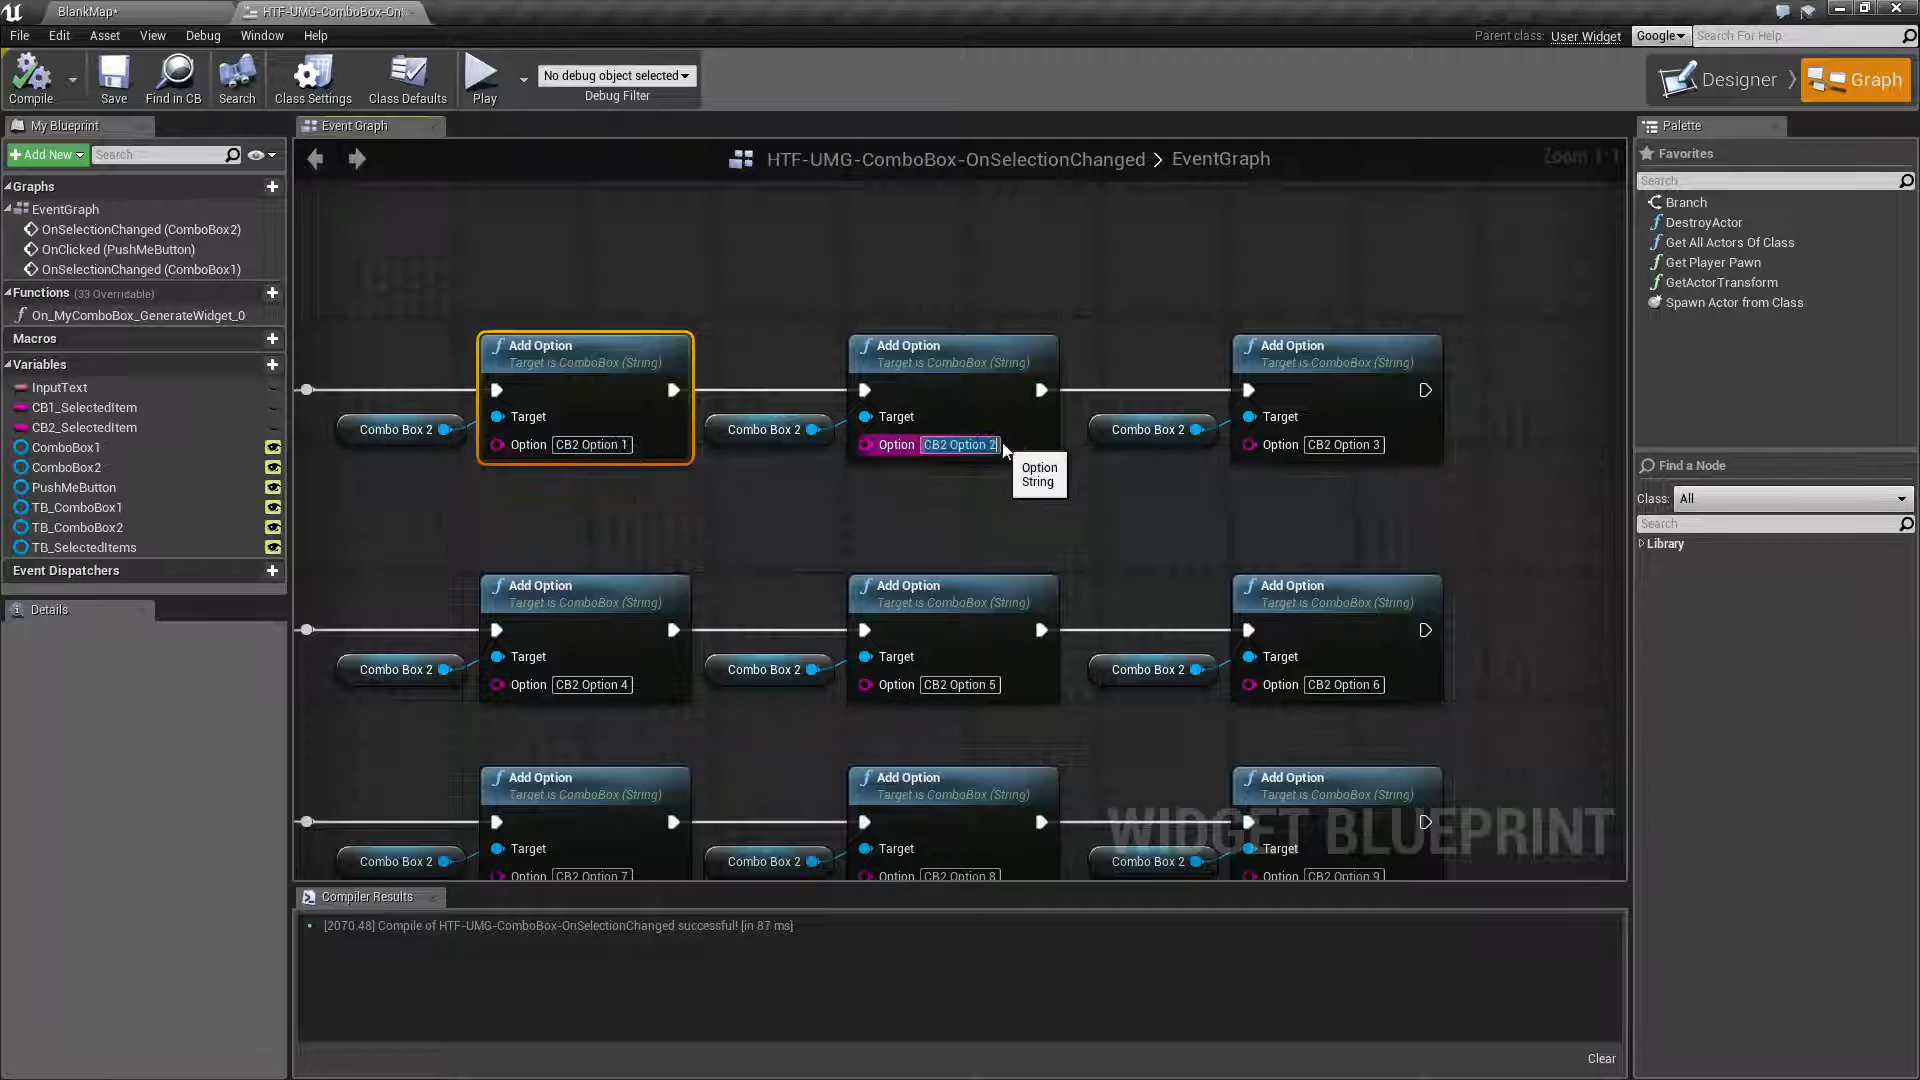 BlankMap*
HTF-UMG-ComboBox-On
File Edit Asset View Debug Window Help
Parent class: User Widget Google Search For Help
Compile Save Find in CB Search Class Settings Class Defaults Play
No debug object selected
Debug Filter
Designer Graph
My Blueprint
Add New Search
Graphs
EventGraph
OnSelectionChanged (ComboBox2)
OnClicked (PushMeButton)
OnSelectionChanged (ComboBox1)
Functions (33 Overridable)
On_MyComboBox_GenerateWidget_0
Macros
Variables
InputText
CB1_SelectedItem
CB2_SelectedItem
ComboBox1
ComboBox2
PushMeButton
TB_ComboBox1
TB_ComboBox2
TB_SelectedItems
Event Dispatchers
Details
Event Graph
HTF-UMG-ComboBox-OnSelectionChanged > EventGraph
Zoom 1:1
Add Option
Target is ComboBox (String)
Target
Combo Box 2
Option CB2 Option 1
Add Option
Target is ComboBox (String)
Target
Combo Box 2
Option CB2 Option 2
Option
String
Add Option
Target is ComboBox (String)
Target
Combo Box 2
Option CB2 Option 3
Add Option
Target is ComboBox (String)
Target
Combo Box 2
Option CB2 Option 4
Add Option
Target is ComboBox (String)
Target
Combo Box 2
Option CB2 Option 5
Add Option
Target is ComboBox (String)
Target
Combo Box 2
Option CB2 Option 6
Add Option
Target is ComboBox (String)
Target
Combo Box 2
Option CB2 Option 7
Add Option
Target is ComboBox (String)
Target
Combo Box 2
Option CB2 Option 8
Add Option
Target is ComboBox (String)
Target
Combo Box 2
Option CB2 Option 9
WIDGET BLUEPRINT
Compiler Results
[2070.48] Compile of HTF-UMG-ComboBox-OnSelectionChanged successful! [in 87 ms]
Clear
Palette
Favorites
Search
Branch
DestroyActor
Get All Actors Of Class
Get Player Pawn
GetActorTransform
Spawn Actor from Class
Find a Node
Class: All
Search
Library